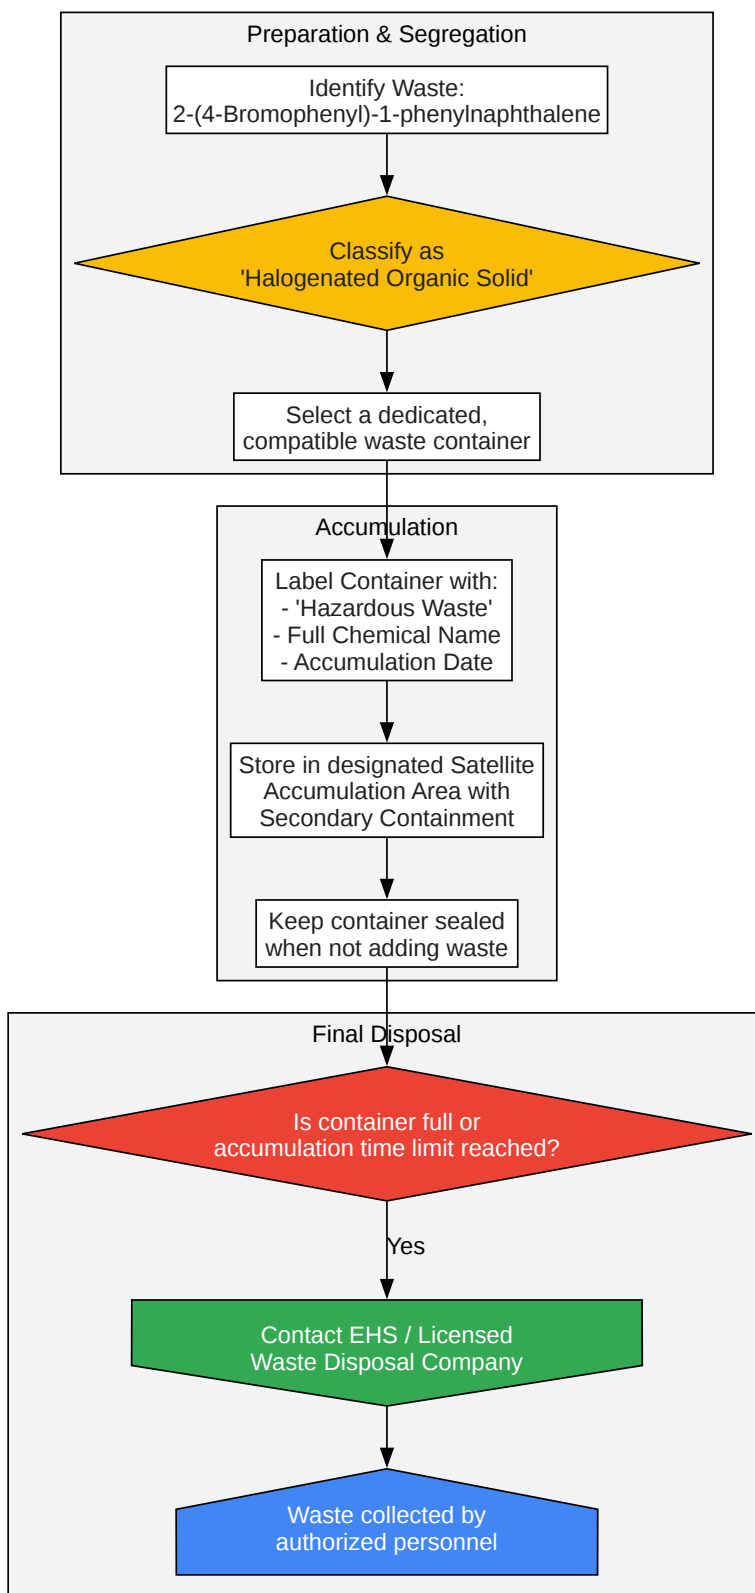 Preparation & Segregation
Identify Waste:
2-(4-Bromophenyl)-1-phenylnaphthalene
Classify as
'Halogenated Organic Solid'
Select a dedicated,
compatible waste container
Accumulation
Label Container with:
- 'Hazardous Waste'
- Full Chemical Name
- Accumulation Date
Store in designated Satellite
Accumulation Area with
Secondary Containment
Keep container sealed
when not adding waste
Final Disposal
Is container full or
accumulation time limit reached?
Yes
Contact EHS / Licensed
Waste Disposal Company
Waste collected by
authorized personnel